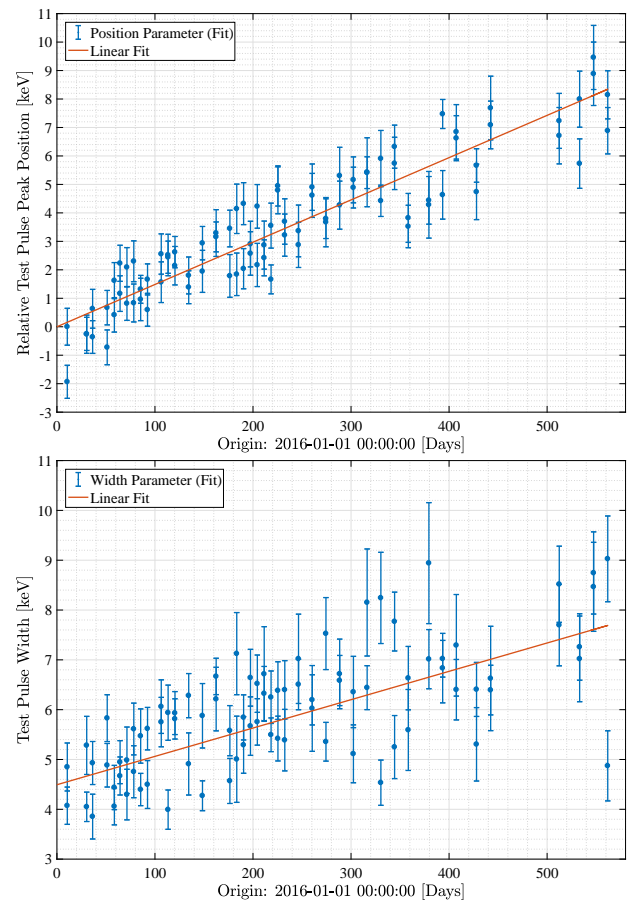 11
10
9
8
7
6
5
4
3
2
1
0
-1
-2
-3
Relative Test Pulse Peak Position [keV]
Position Parameter (Fit)
Linear Fit
0 100 200 300 400 500
Origin: 2016-01-01 00:00:00 [Days]
11
10
9
8
7
6
5
4
3
Test Pulse Width [keV]
Width Parameter (Fit)
Linear Fit
0 100 200 300 400 500
Origin: 2016-01-01 00:00:00 [Days]